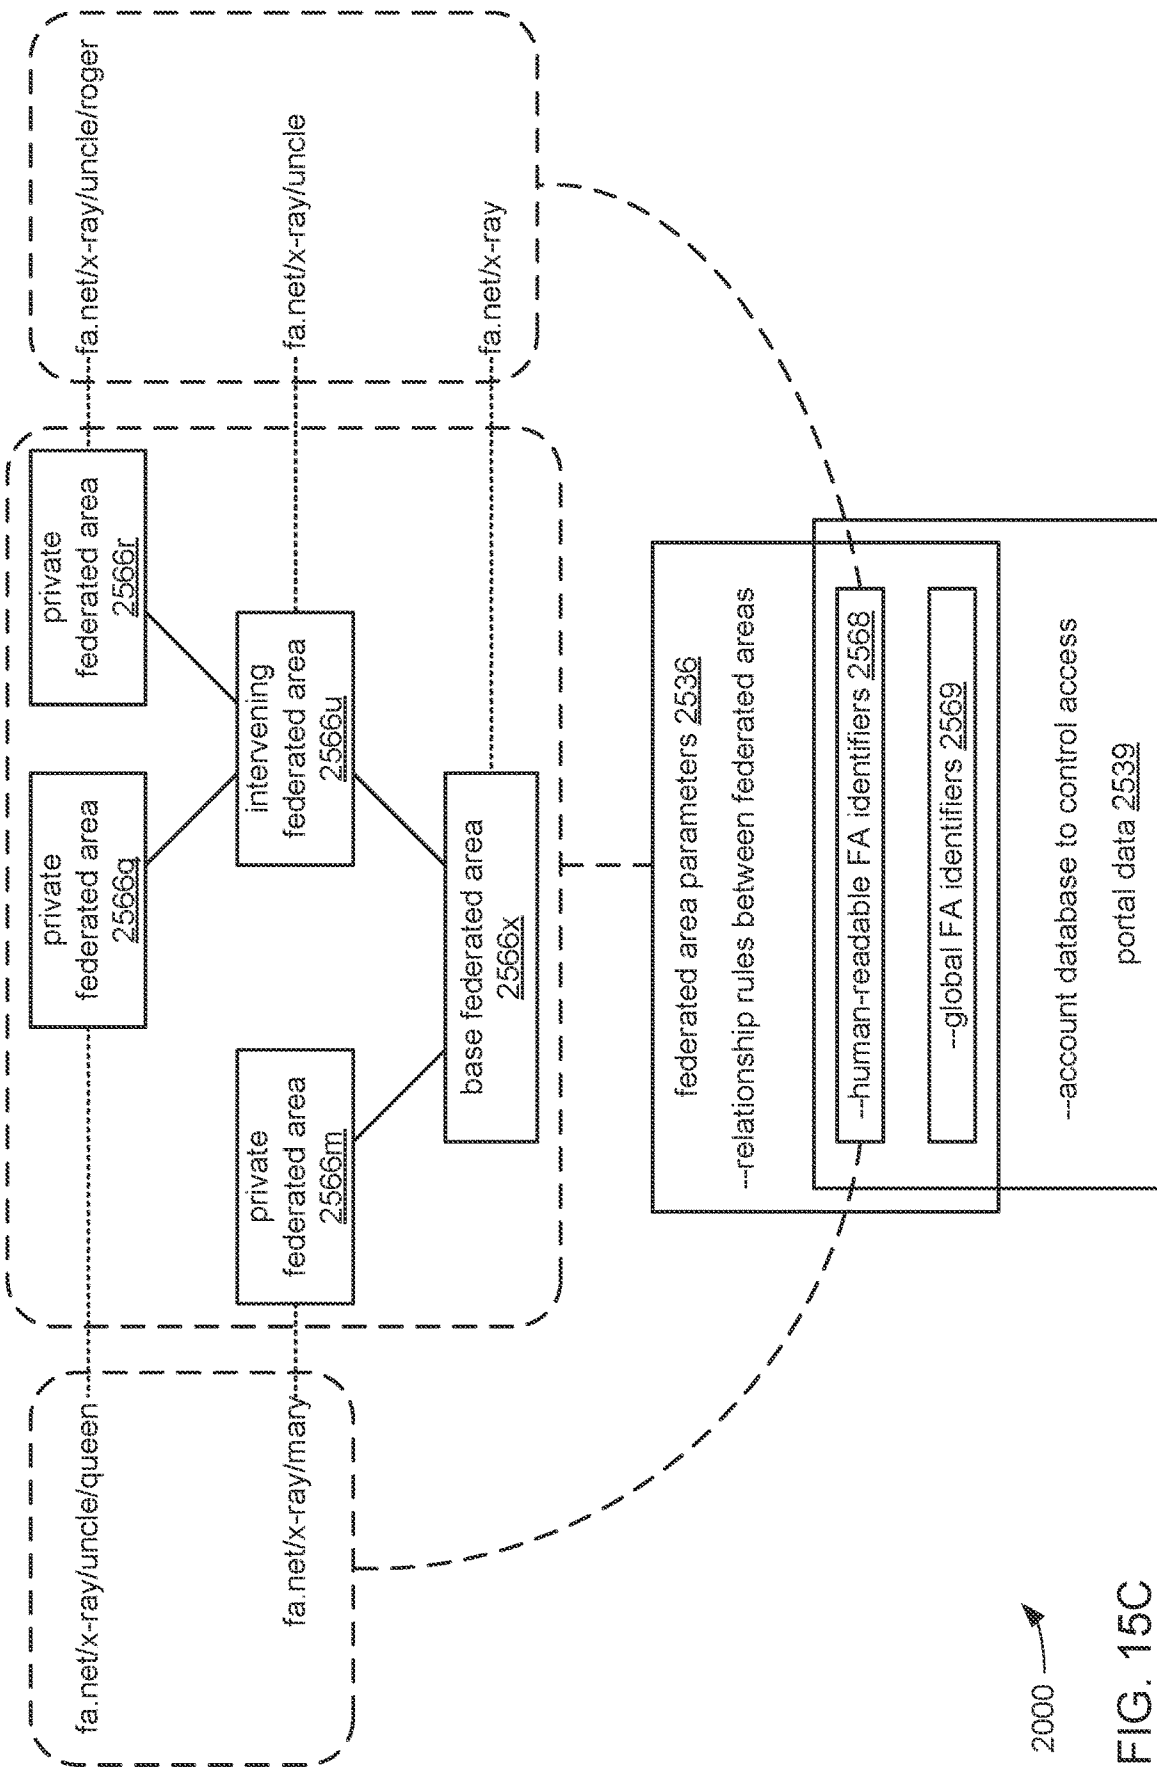 fa.net/x-ray/uncle/queen
fa.net/x-ray/mary
private
federated area
2566q
private
federated area
2566r
fa.net/x-ray/uncle/roger
private
federated area
2566m
intervening
federated area
2566u
fa.net/x-ray/uncle
base federated area
2566x
fa.net/x-ray
federated area parameters 2536
--relationship rules between federated areas
--human-readable FA identifiers 2568
--global FA identifiers 2569
--account database to control access
portal data 2539
2000
FIG. 15C